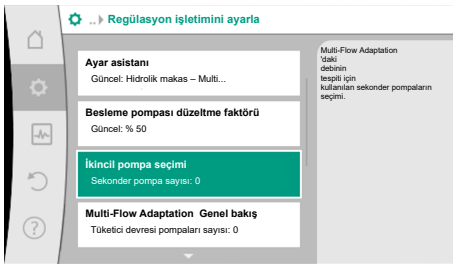 ..▸ Regülasyon işletimini ayarla
Ayar asistanı
Güncel: Hidrolik makas – Multi...
Besleme pompası düzeltme faktörü
Güncel: % 50
İkincil pompa seçimi
Sekonder pompa sayısı: 0
Multi-Flow Adaptation Genel bakış
Tüketici devresi pompaları sayısı: 0
Multi-Flow Adaptation
'daki
debinin
tespiti için
kullanılan sekonder pompaların
seçimi.